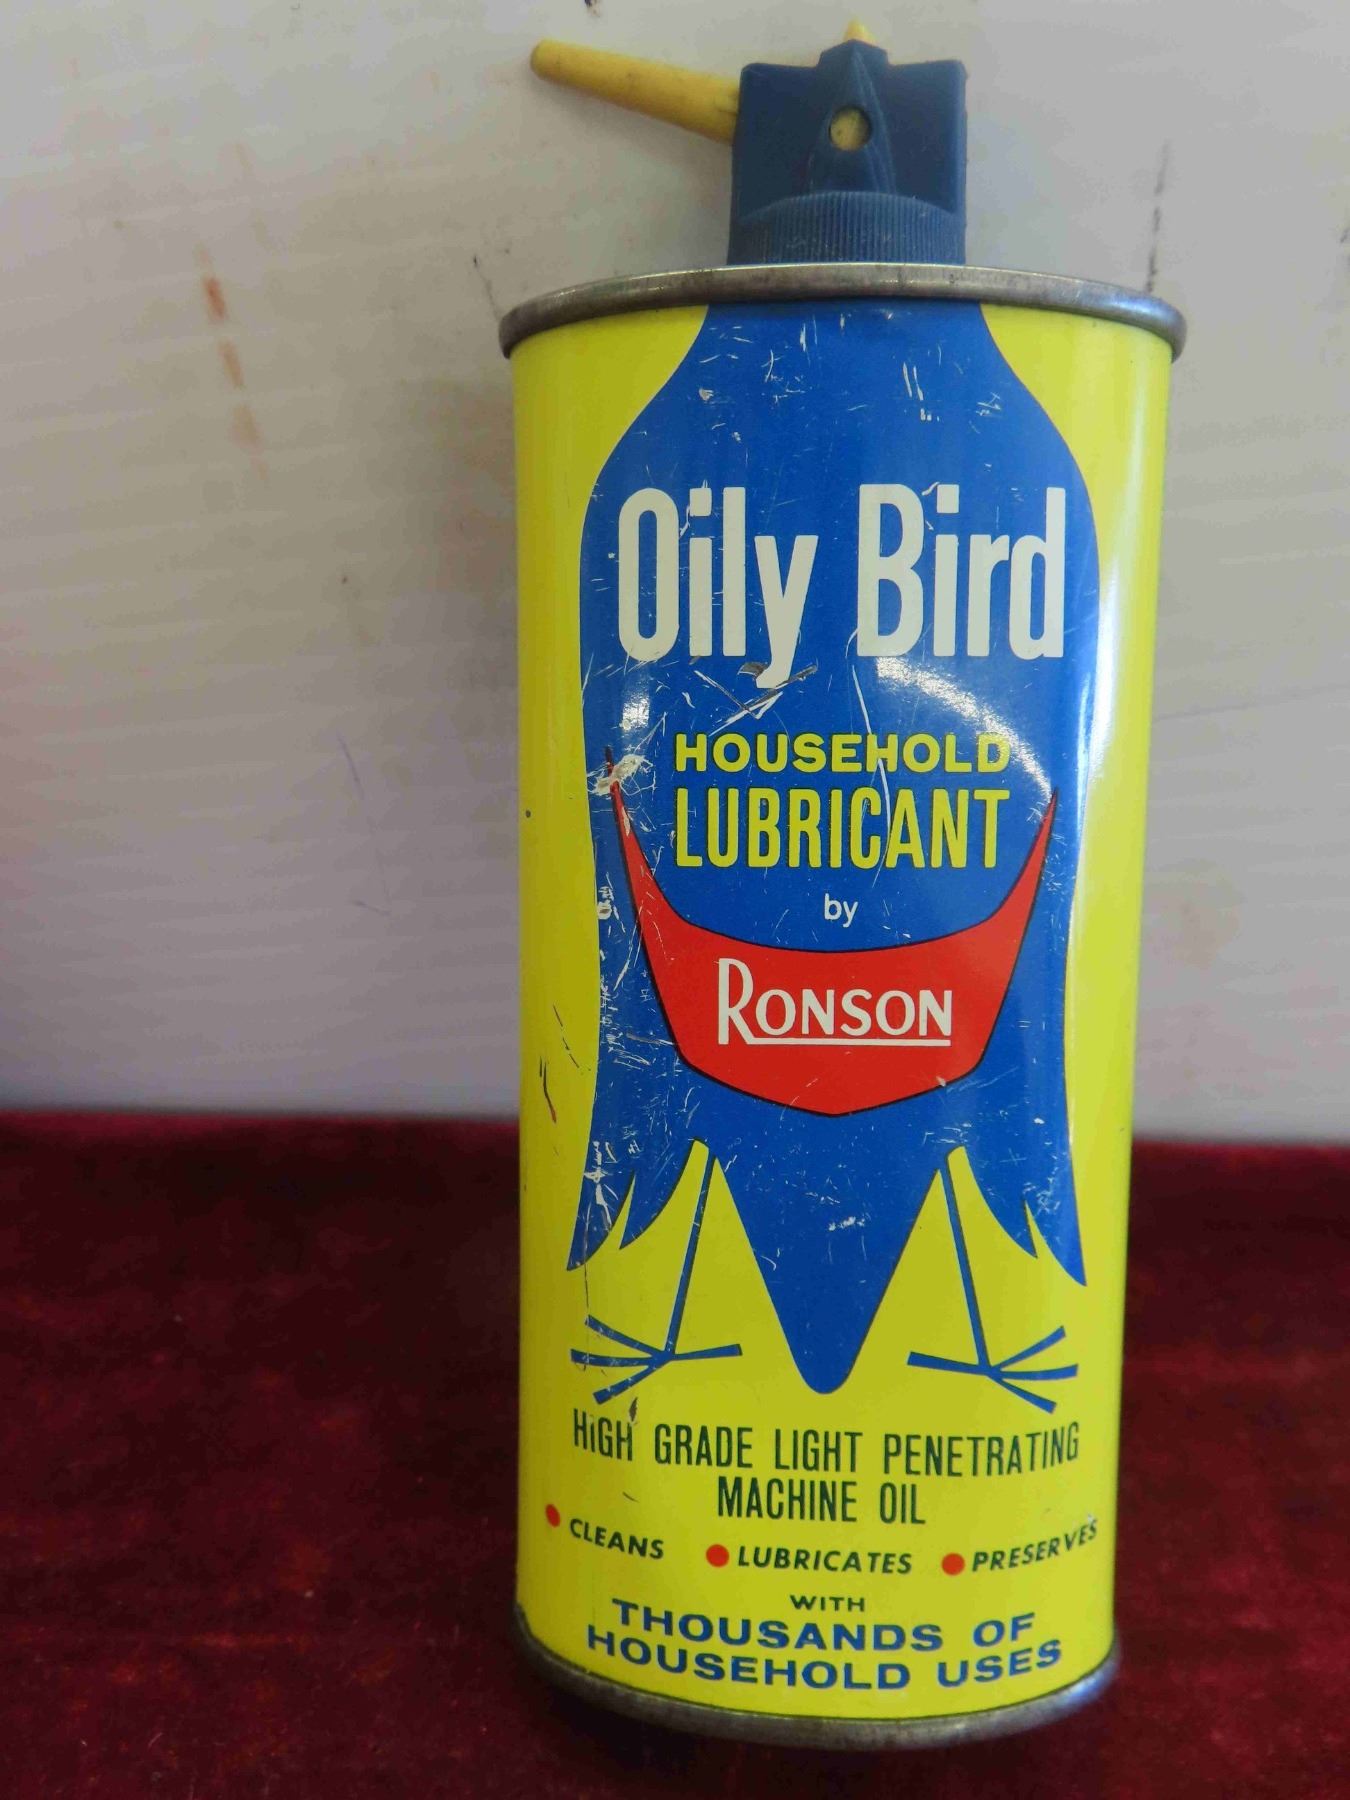 Oily Bird
HOUSEHOLD
LUBRICANT
by
RONSON
HIGH GRADE LIGHT PENETRATING
MACHINE OIL
CLEANS LUBRICATES PRESERVES
WITH
THOUSANDS OF
HOUSEHOLD USES